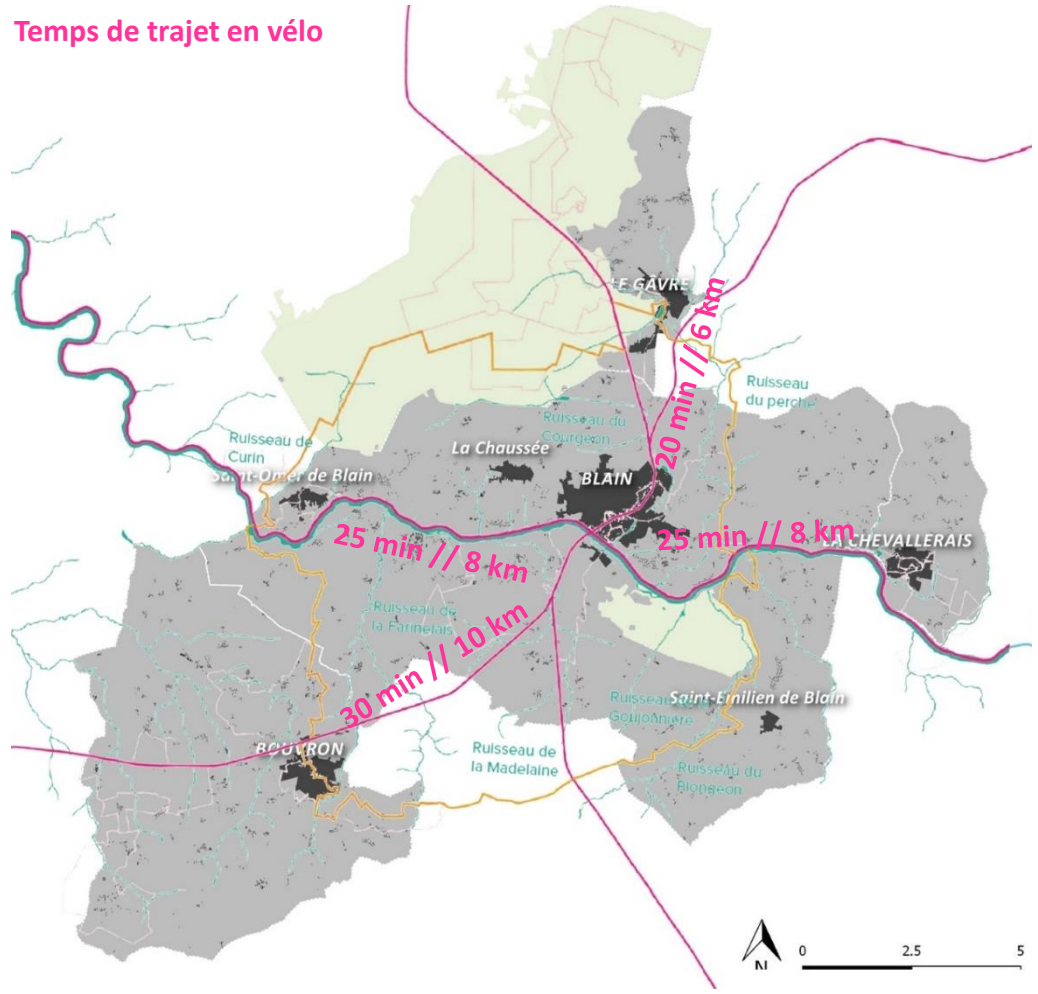 Temps de trajet en vélo
LE GÂVRE
20 min // 6 km
Ruisseau
du perche
Ruisseau du
Courgeon
Ruisseau de
Curin
La Chaussée
Saint-Omer de Blain
BLAIN
25 min // 8 km
25 min // 8 km
LA CHEVALLERAIS
Ruisseau de
la Farinelais
30 min // 10 km
Ruisseau
Goujonnière
Saint-Emilien de Blain
BOUVRON
Ruisseau de
la Madelaine
Ruisseau du
Plongeon
N
0
2.5
5